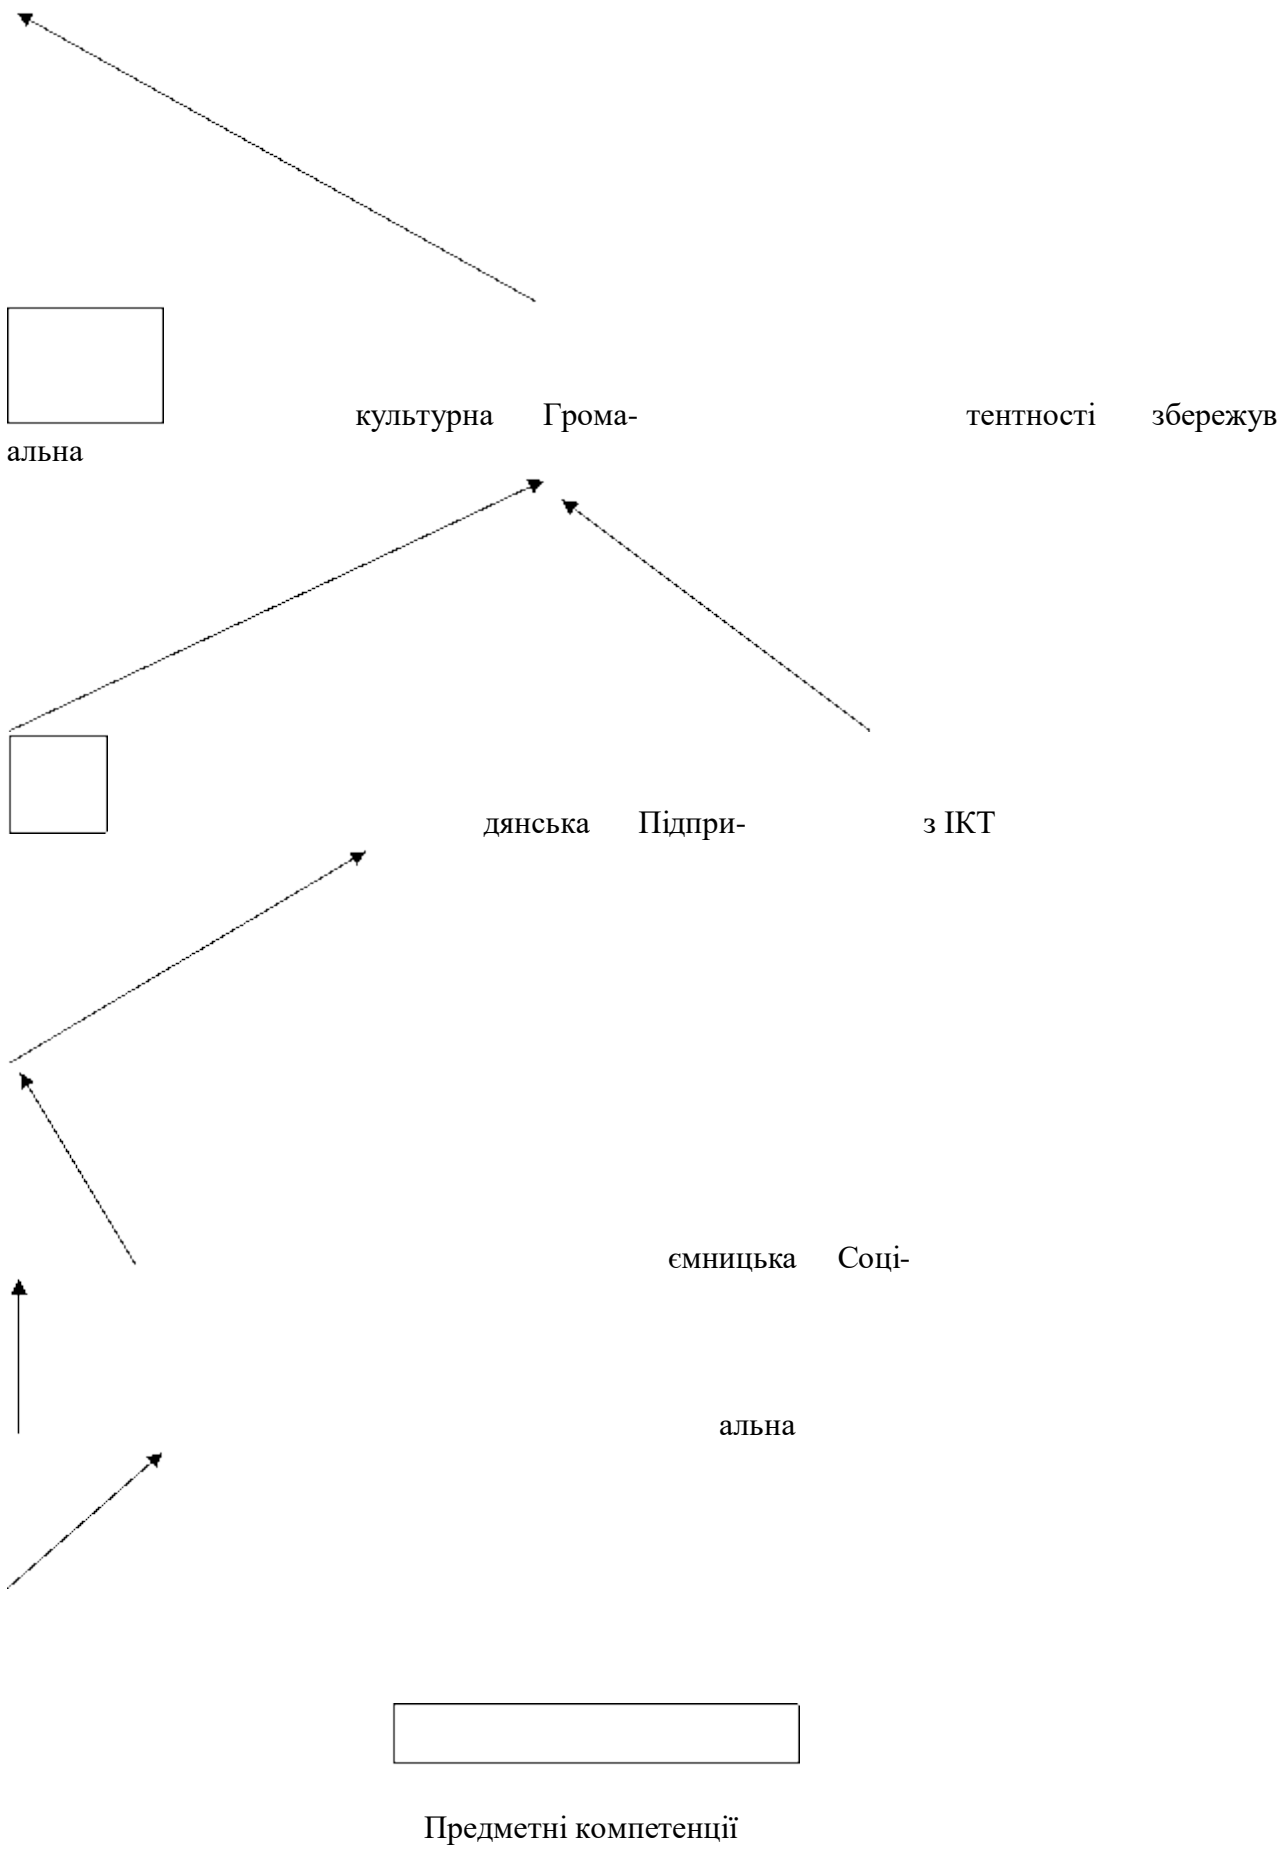 культурна Грома- тентності збережув
альна
дянська Підпри- з ІКТ
ємницька Соці-
альна
Предметні компетенції